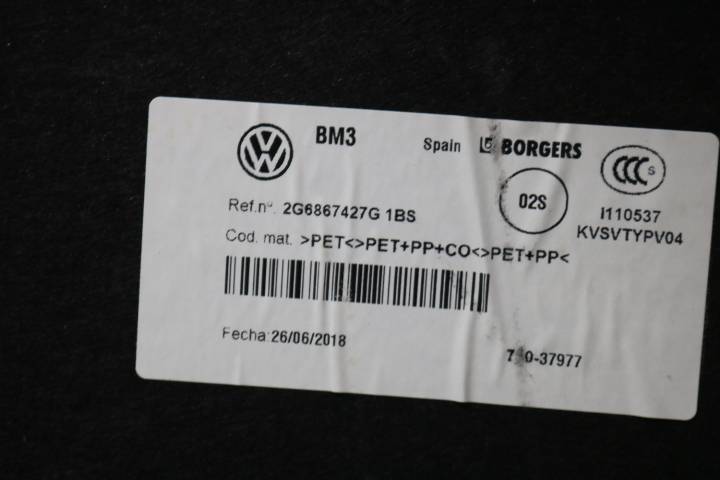 BM3
Spain BORGERS
CCC S
02S
I110537
KVSVTYPV04
Ref.nº. 2G6867427G 1BS
Cod. mat. >PET<>PET+PP+CO<>PET+PP<
Fecha:26/06/2018
-37977